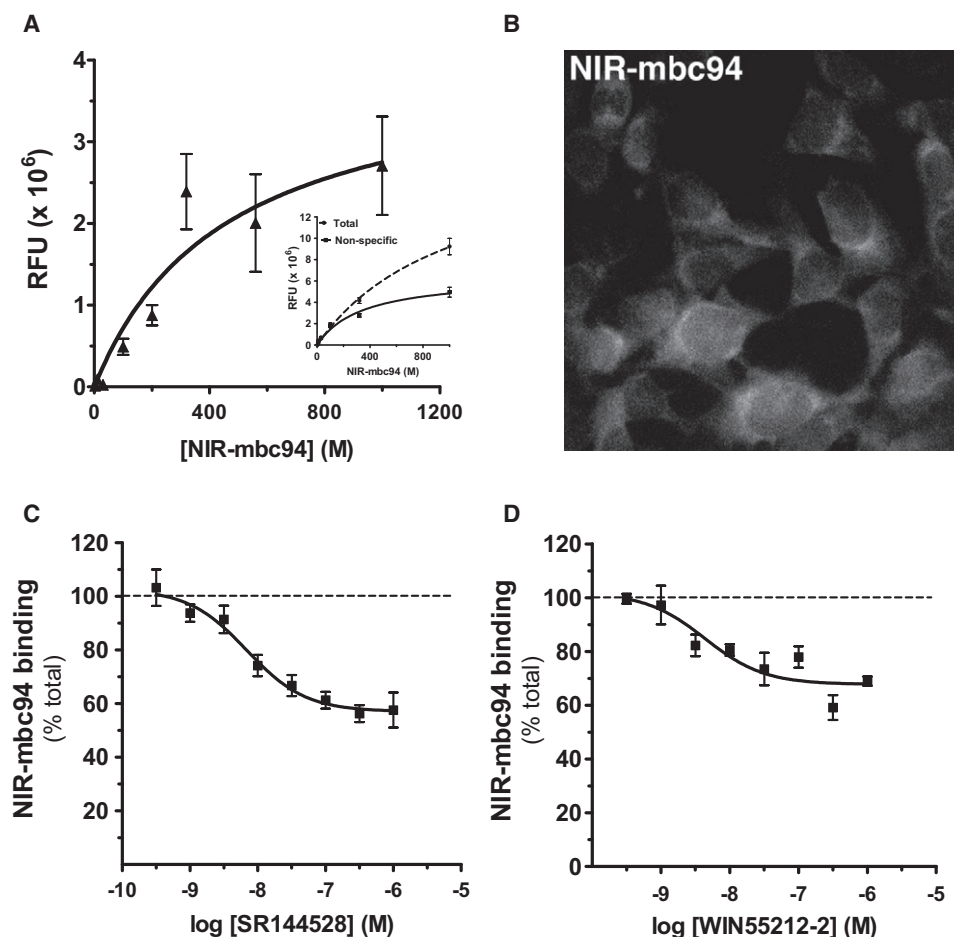 A
RFU (x 10⁶)
4
3
2
1
0
0 400 800 1200
[NIR-mbc94] (M)
RFU (x 10⁶)
12
10
8
6
4
2
0
0 400 800
NIR-mbc94 (M)
Total
Non-specific
B
NIR-mbc94
C
NIR-mbc94 binding
(% total)
120
100
80
60
40
20
-10 -9 -8 -7 -6 -5
log [SR144528] (M)
D
NIR-mbc94 binding
(% total)
120
100
80
60
40
20
0
-9 -8 -7 -6 -5
log [WIN55212-2] (M)